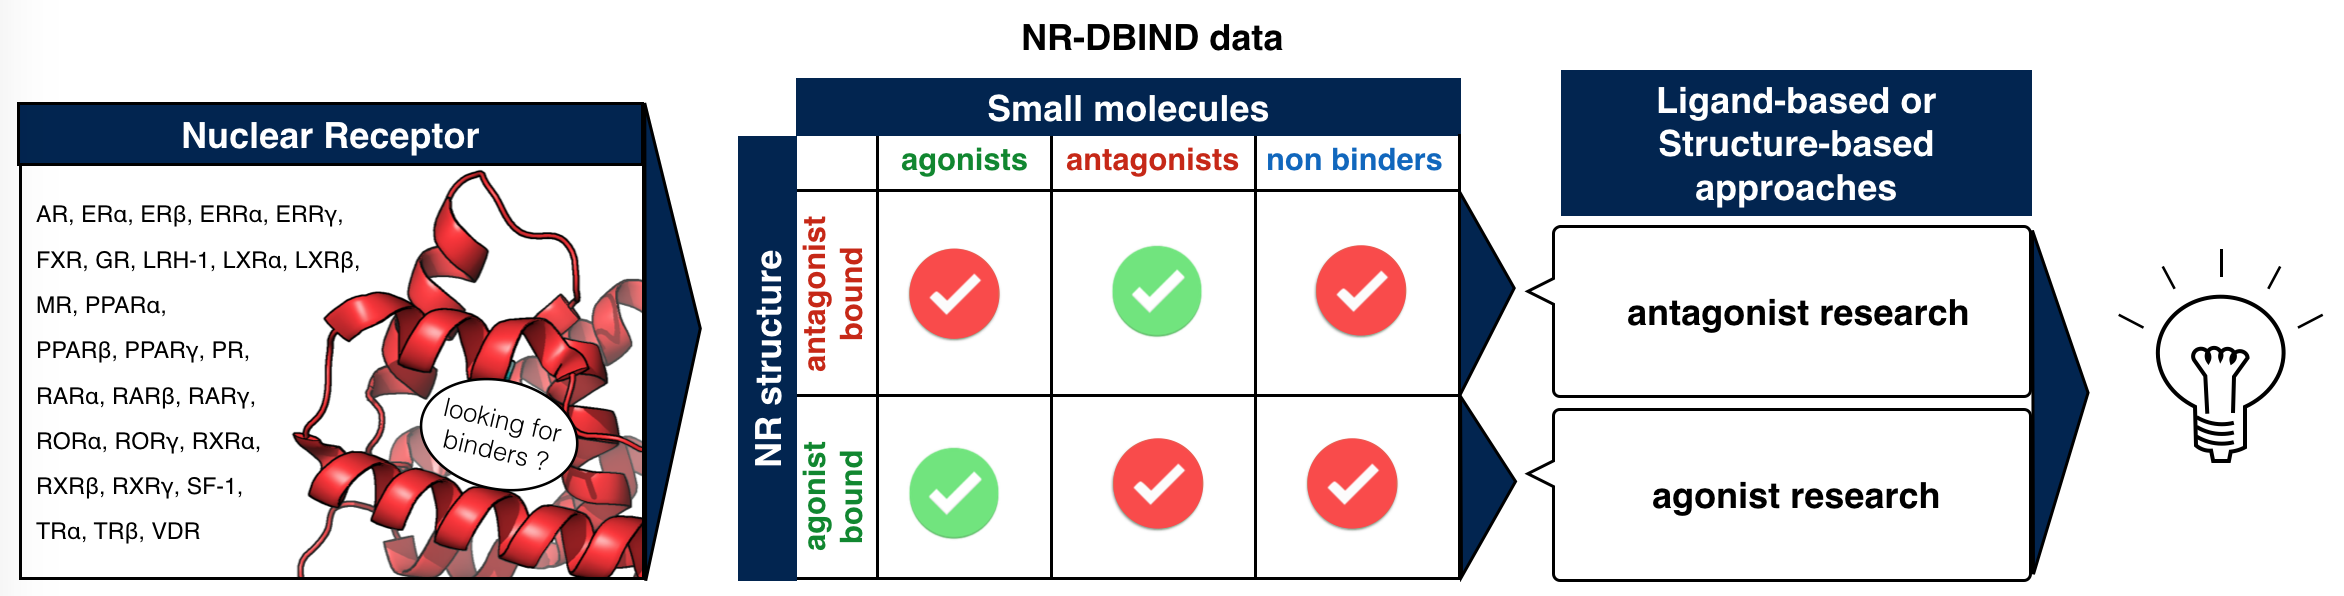 NR-DBIND data
Nuclear Receptor
AR, ERα, ERβ, ERRα, ERRγ,
FXR, GR, LRH-1, LXRα, LXRβ,
MR, PPARα,
PPARβ, PPARγ, PR,
RARα, RARβ, RARγ,
RORα, RORγ, RXRα,
RXRβ, RXRγ, SF-1,
TRα, TRβ, VDR
looking for
binders ?
Small molecules
agonists antagonists non binders
NR structure
antagonist
bound
agonist
bound
Ligand-based or
Structure-based
approaches
antagonist research
agonist research